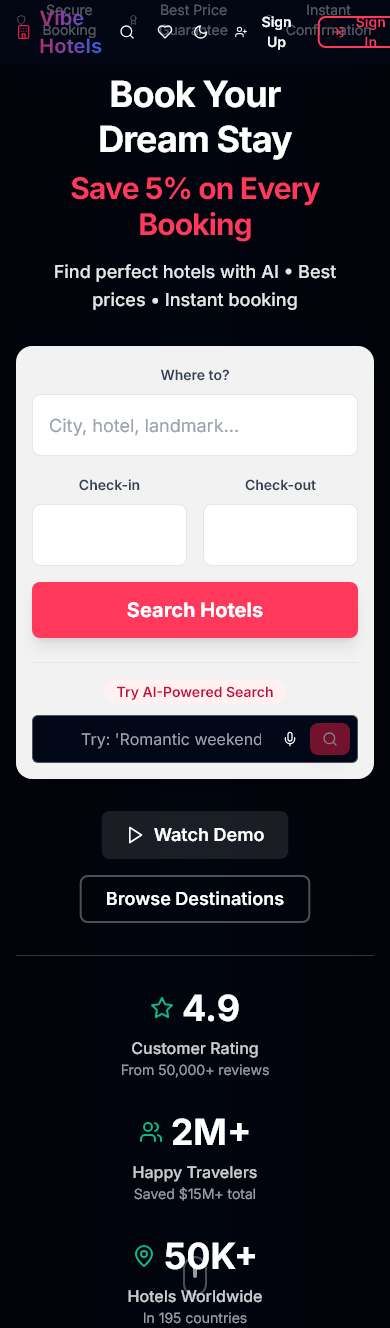 Secure
Booking
Best Price
Guarantee
Instant
Confirmation
Vibe
Hotels
Sign
Up
Sign
In
Book Your
Dream Stay
Save 5% on Every
Booking
Find perfect hotels with AI • Best
prices • Instant booking
Where to?
City, hotel, landmark...
Check-in
Check-out
Search Hotels
Try AI-Powered Search
Try: 'Romantic weekend
Watch Demo
Browse Destinations
4.9
Customer Rating
From 50,000+ reviews
2M+
Happy Travelers
Saved $15M+ total
50K+
Hotels Worldwide
In 195 countries